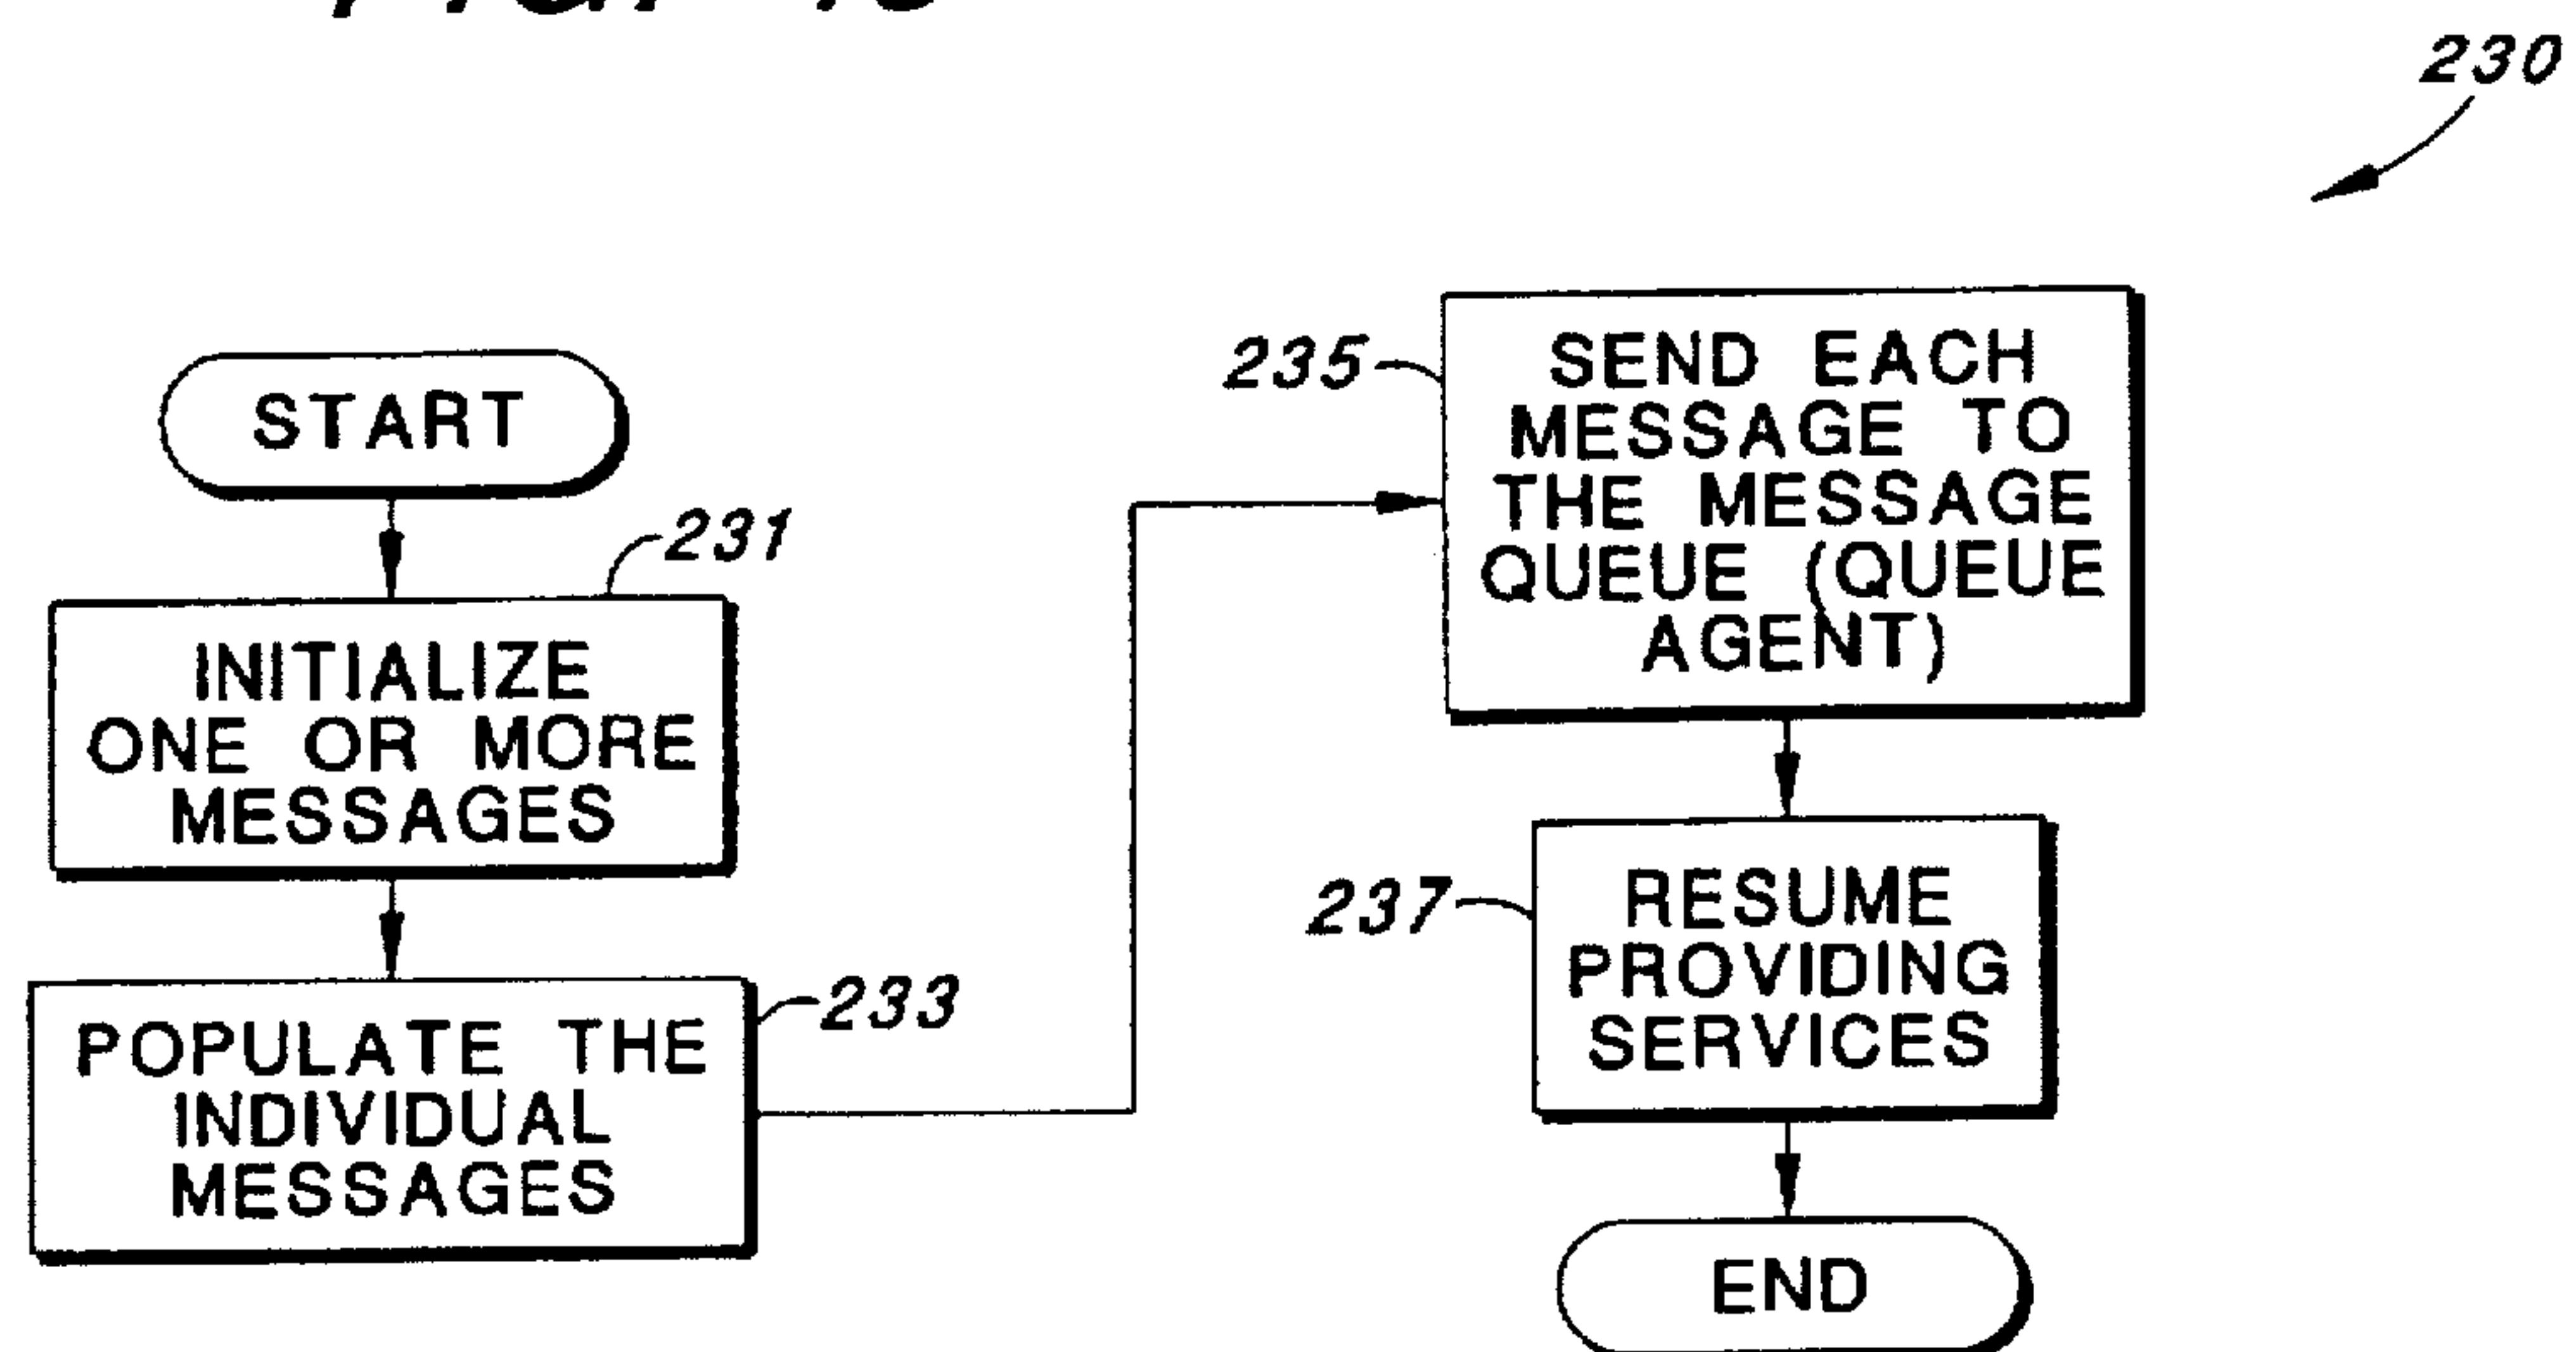 230
START
231
INITIALIZE
ONE OR MORE
MESSAGES
233
POPULATE THE
INDIVIDUAL
MESSAGES
235
SEND EACH
MESSAGE TO
THE MESSAGE
QUEUE (QUEUE
AGENT)
237
RESUME
PROVIDING
SERVICES
END